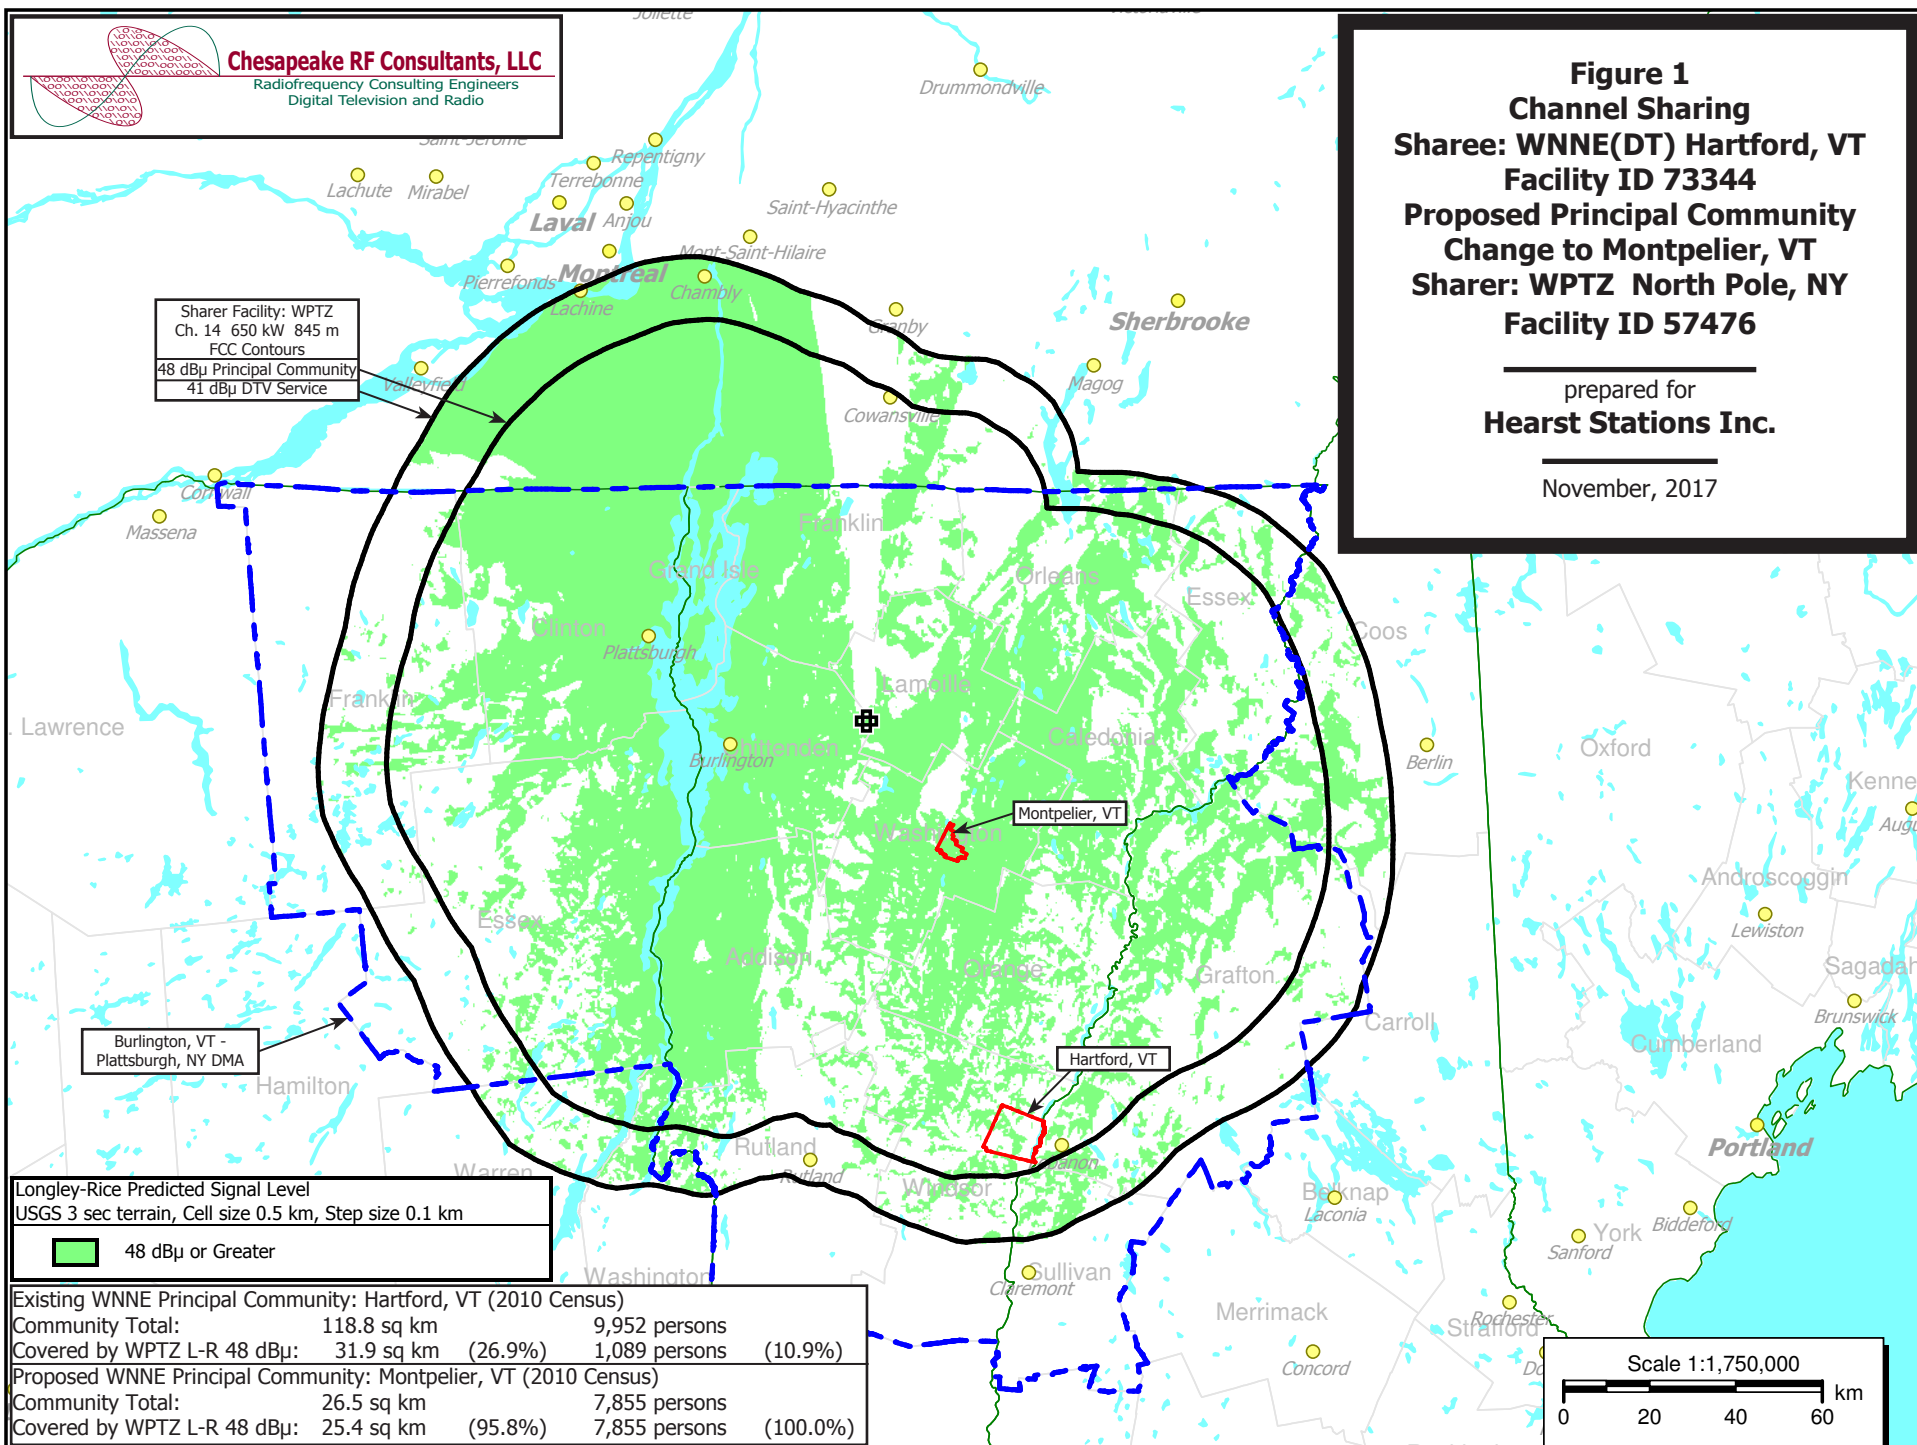 Chesapeake RF Consultants, LLC
Radiofrequency Consulting Engineers
Digital Television and Radio
Figure 1
Channel Sharing
Sharee: WNNE(DT) Hartford, VT
Facility ID 73344
Proposed Principal Community
Change to Montpelier, VT
Sharer: WPTZ North Pole, NY
Facility ID 57476
prepared for
Hearst Stations Inc.
November, 2017
Joliette
Drummondville
Saint-Jerome
Repentigny
Terrebonne
Lachute
Mirabel
Laval
Anjou
Saint-Hyacinthe
Mont-Saint-Hilaire
Pierrefonds
Montreal
Chambly
Lachine
Granby
Sherbrooke
Sharer Facility: WPTZ
Ch. 14 650 kW 845 m
FCC Contours
48 dBµ Principal Community
41 dBµ DTV Service
Valleyfield
Magog
Cowansville
Cornwall
Massena
Franklin
Grand Isle
Orleans
Essex
Clinton
Coos
Plattsburgh
Franklin
Lamoille
. Lawrence
Chittenden
Caledonia
Burlington
Berlin
Oxford
Kenne
Augu
Montpelier, VT
Washington
Androscoggin
Lewiston
Essex
Addison
Orange
Grafton
Sagadah
Brunswick
Carroll
Cumberland
Burlington, VT -
Plattsburgh, NY DMA
Hamilton
Hartford, VT
Portland
Rutland
Rutland
Lebanon
Warren
Windsor
Belknap
Laconia
York
Biddeford
Sanford
Longley-Rice Predicted Signal Level
USGS 3 sec terrain, Cell size 0.5 km, Step size 0.1 km
48 dBµ or Greater
Washington
Sullivan
Claremont
Merrimack
Rochester
Strafford
Concord
Do
Existing WNNE Principal Community: Hartford, VT (2010 Census)
Community Total: 118.8 sq km 9,952 persons
Covered by WPTZ L-R 48 dBµ: 31.9 sq km (26.9%) 1,089 persons (10.9%)
Proposed WNNE Principal Community: Montpelier, VT (2010 Census)
Community Total: 26.5 sq km 7,855 persons
Covered by WPTZ L-R 48 dBµ: 25.4 sq km (95.8%) 7,855 persons (100.0%)
Scale 1:1,750,000
km
0 20 40 60